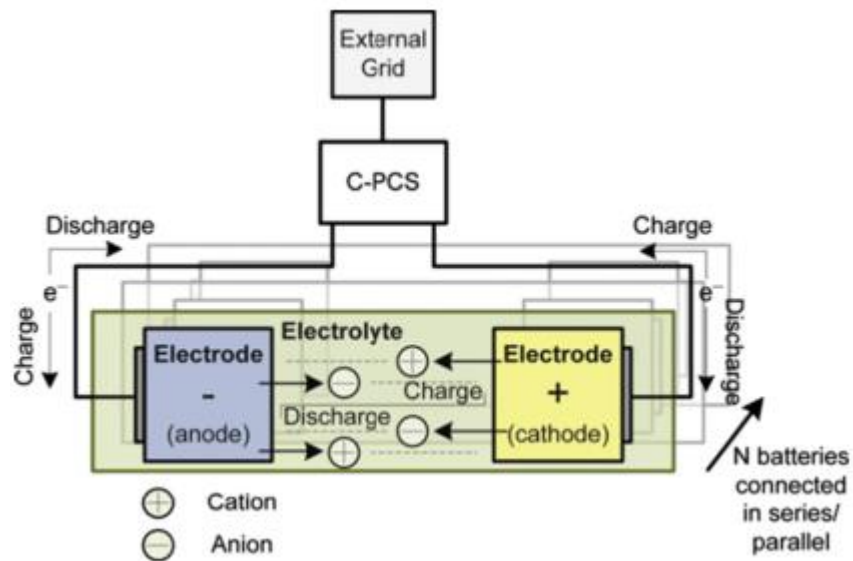 External
Grid
C-PCS
Discharge
Charge
e⁻
e⁻
Charge
Discharge
Electrolyte
Electrode
-
(anode)
Electrode
+
(cathode)
+
-
Charge
Discharge
-
+
N batteries
connected
in series/
parallel
+ Cation
- Anion